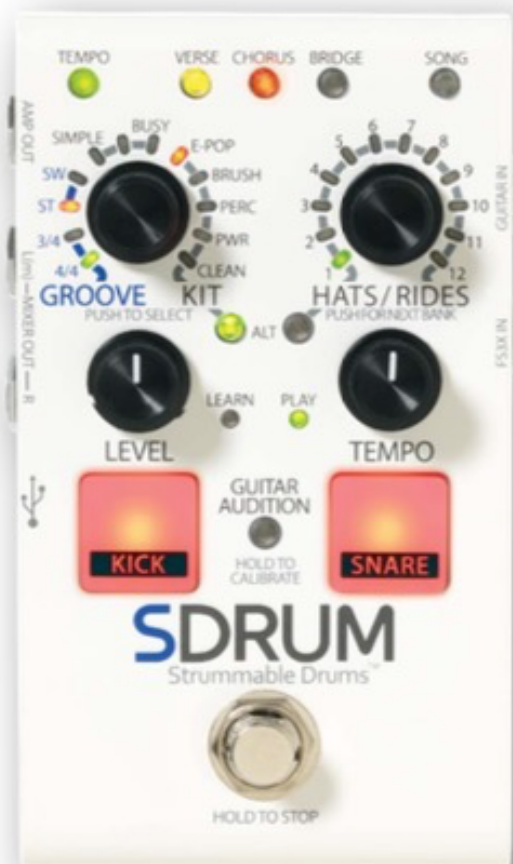 TEMPO VERSE CHORUS BRIDGE SONG
AMP OUT
GUITAR IN
SIMPLE BUSY E-POP BRUSH PERC PWR CLEAN
SW ST 3/4 4/4
1 2 3 4 5 6 7 8 9 10 11 12
GROOVE KIT HATS / RIDES
PUSH TO SELECT ALT PUSH FOR NEXT BANK
MIXER OUT R
FS3X IN
LEARN PLAY
LEVEL TEMPO
GUITAR
AUDITION
KICK SNARE
HOLD TO
CALIBRATE
SDRUM
Strummable Drums™
HOLD TO STOP